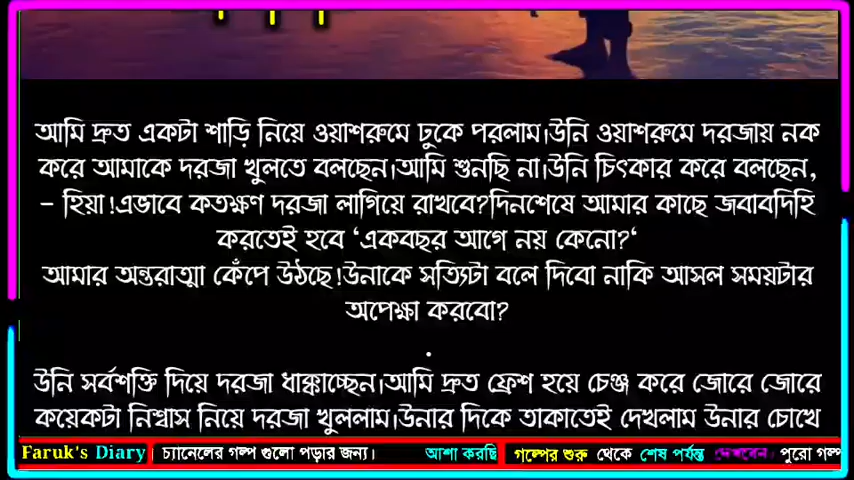 আমি দ্রুত একটা শাড়ি নিয়ে ওয়াশরুমে ঢুকে পরলাম।উনি ওয়াশরুমে দরজায় নক
করে আমাকে দরজা খুলতে বলছেন।আমি শুনছি না।উনি চিৎকার করে বলছেন,
– হিয়া!এভাবে কতক্ষণ দরজা লাগিয়ে রাখবে?দিনশেষে আমার কাছে জবাবদিহি
করতেই হবে ‘একবছর আগে নয় কেনো?‘
আমার অন্তরাত্মা কেঁপে উঠছে!উনাকে সত্যিটা বলে দিবো নাকি আসল সময়টার
অপেক্ষা করবো?
.
উনি সর্বশক্তি দিয়ে দরজা ধাক্কাচ্ছেন।আমি দ্রুত ফ্রেশ হয়ে চেঞ্জ করে জোরে জোরে
কয়েকটা নিশ্বাস নিয়ে দরজা খুললাম।উনার দিকে তাকাতেই দেখলাম উনার চোখে
Faruk's Diary চ্যানেলের গল্প গুলো পড়ার জন্য। আশা করছি গল্পের শুরু থেকে শেষ পর্যন্ত দেখবেন। পুরো গল্প